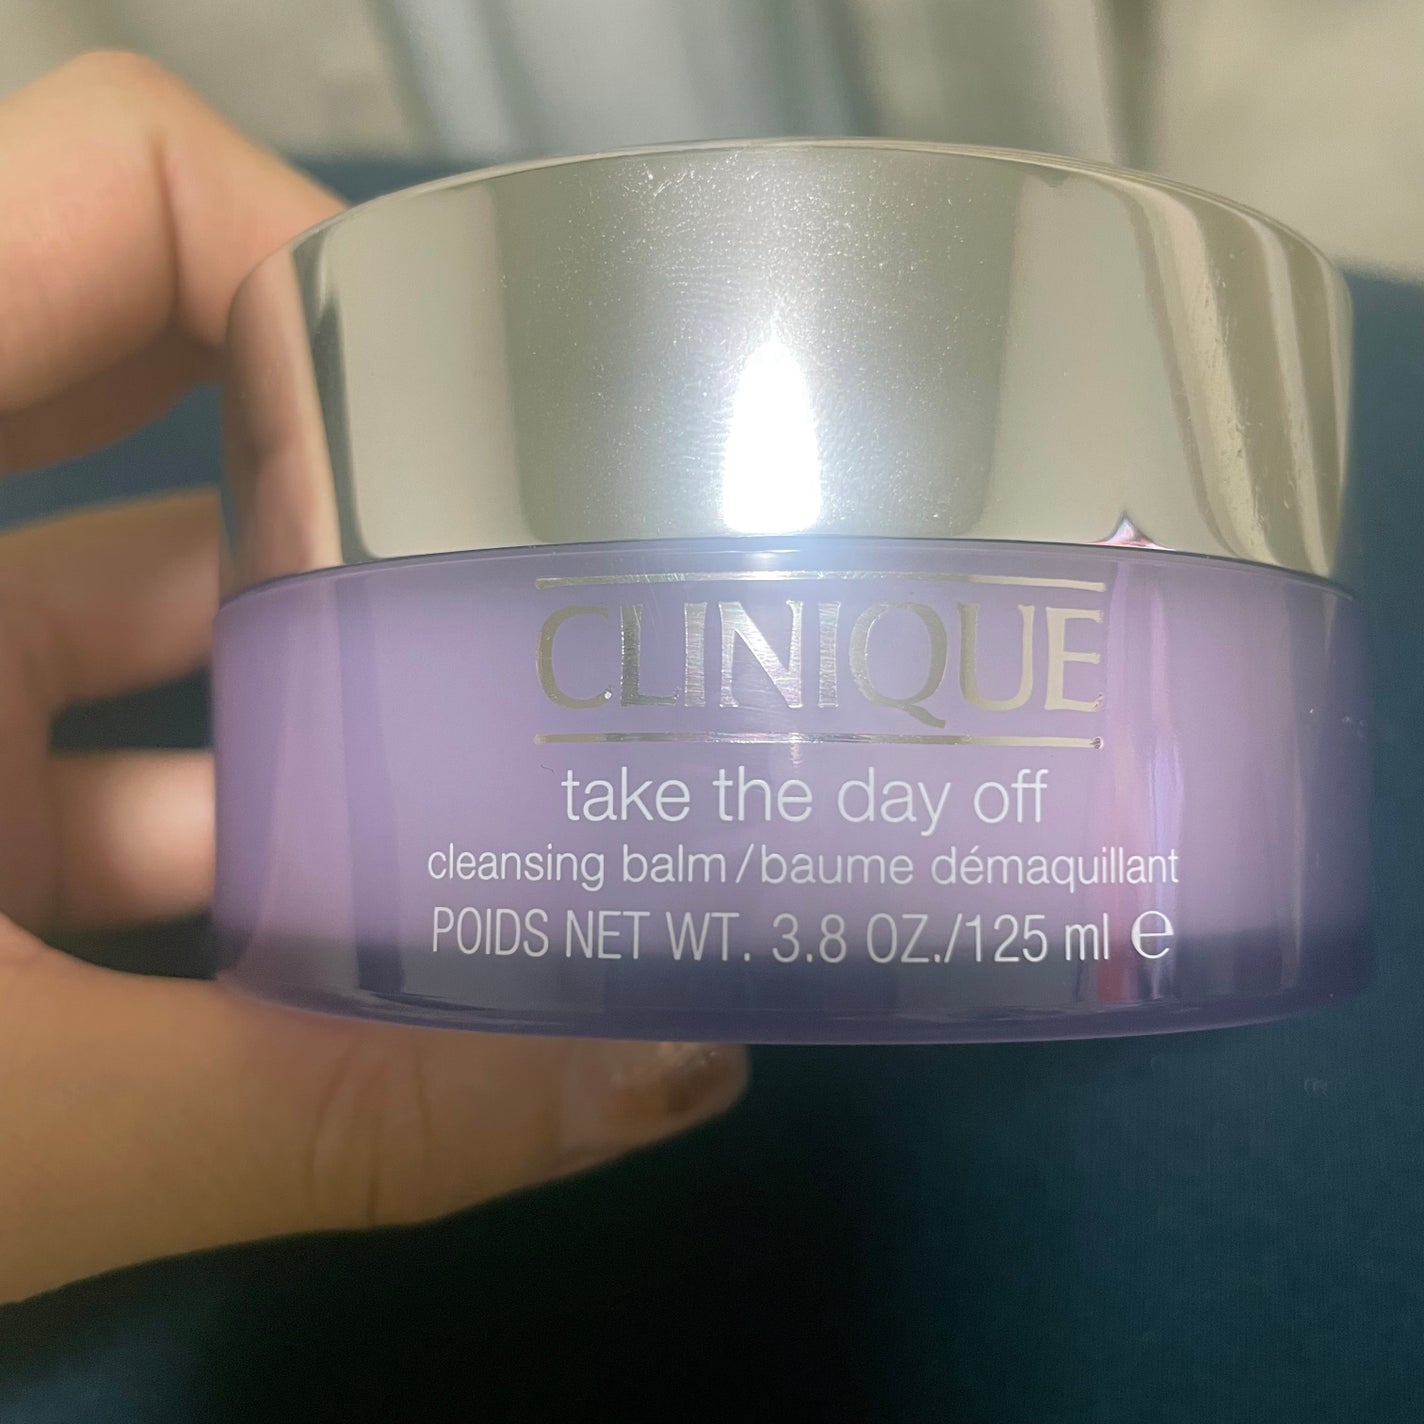 CLINIQUE
take the day off
cleansing balm/baume démaquillant
POIDS NET WT. 3.8 OZ./125 ml ℮